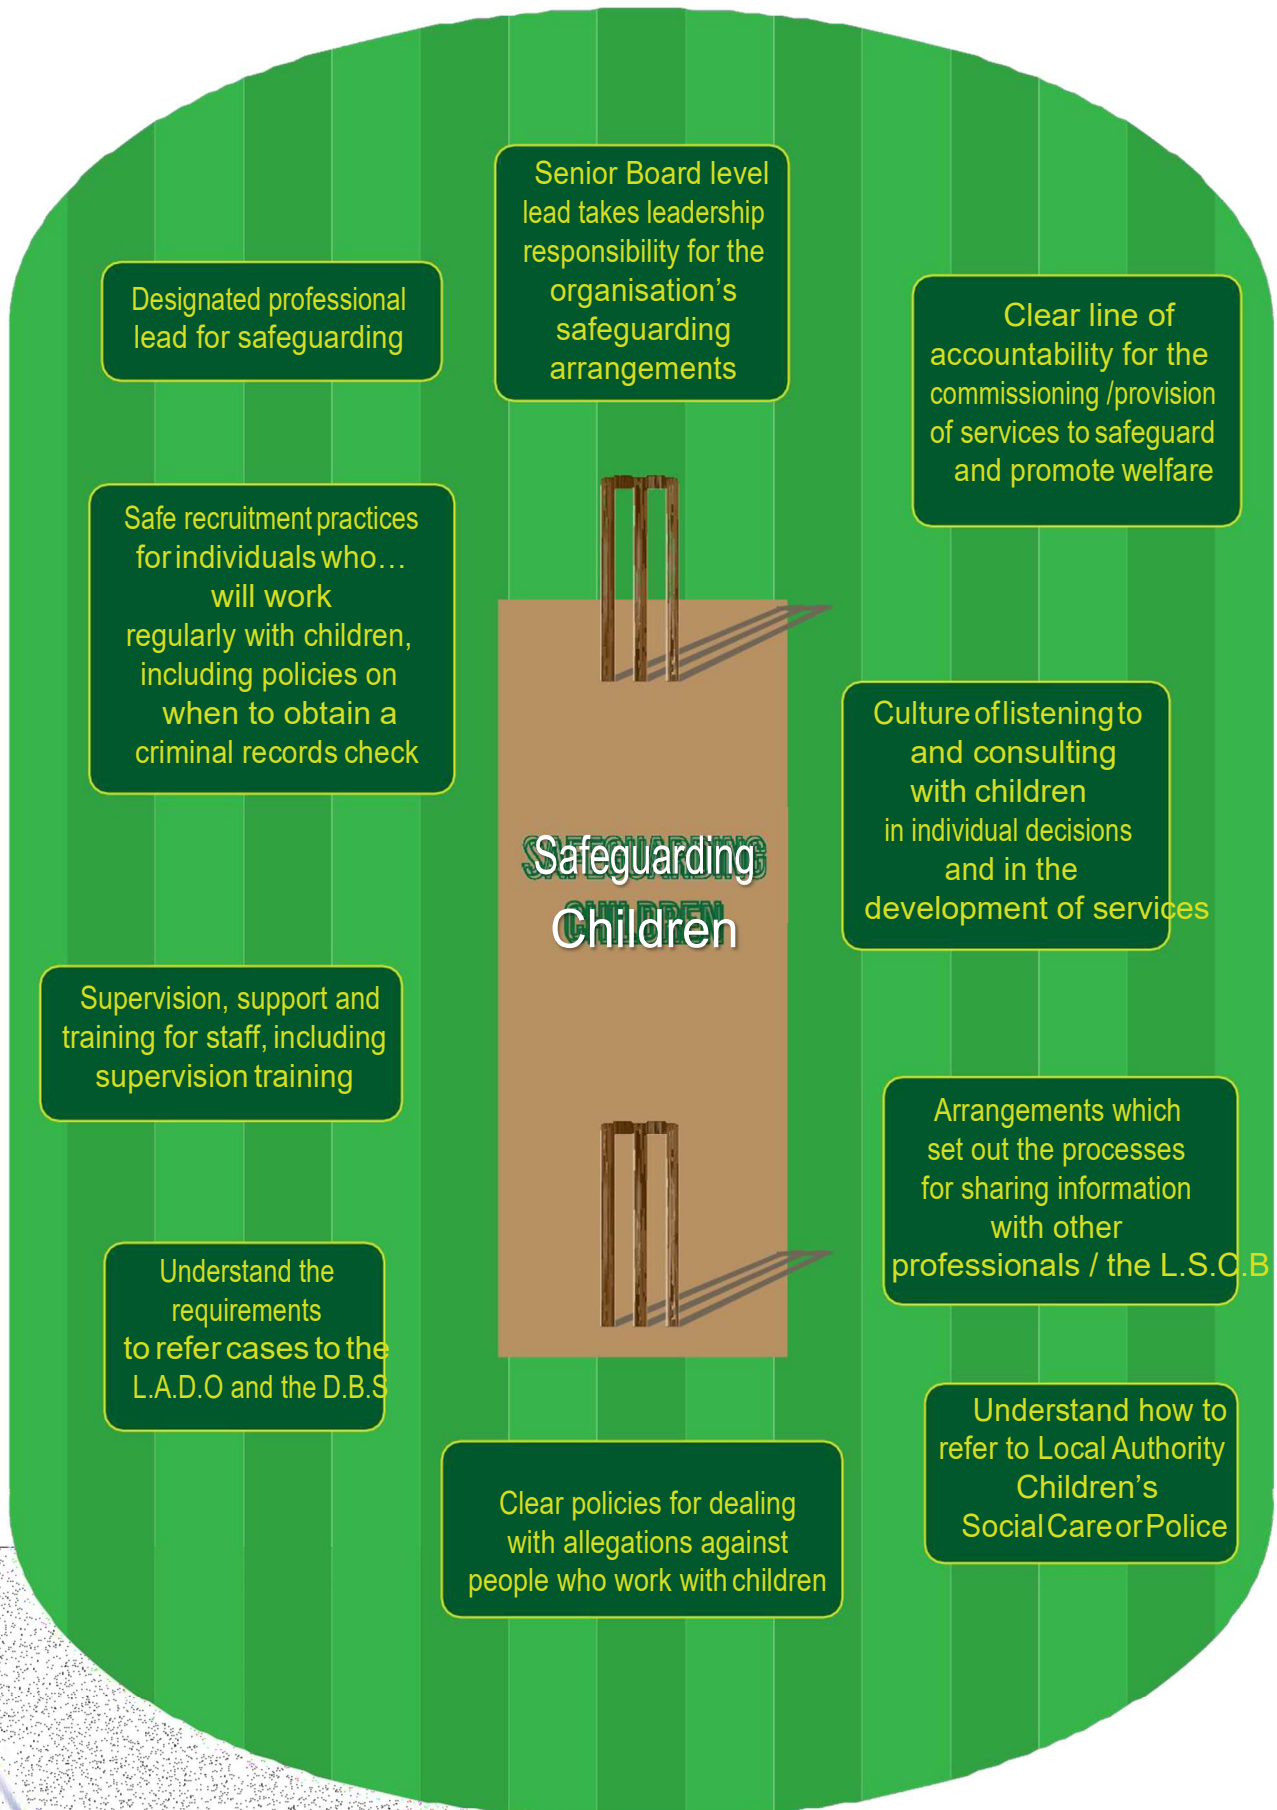 Senior Board level
lead takes leadership
responsibility for the
organisation’s
safeguarding
arrangements
Designated professional
lead for safeguarding
Clear line of
accountability for the
commissioning /provision
of services to safeguard
and promote welfare
Safe recruitment practices
for individuals who…
will work
regularly with children,
including policies on
when to obtain a
criminal records check
Culture of listening to
and consulting
with children
in individual decisions
and in the
development of services
SAFEGUARDING
Safeguarding
CHILDREN
Children
Supervision, support and
training for staff, including
supervision training
Arrangements which
set out the processes
for sharing information
with other
professionals / the L.S.C.B
Understand the
requirements
to refer cases to the
L.A.D.O and the D.B.S
Understand how to
refer to Local Authority
Children’s
Social Care or Police
Clear policies for dealing
with allegations against
people who work with children